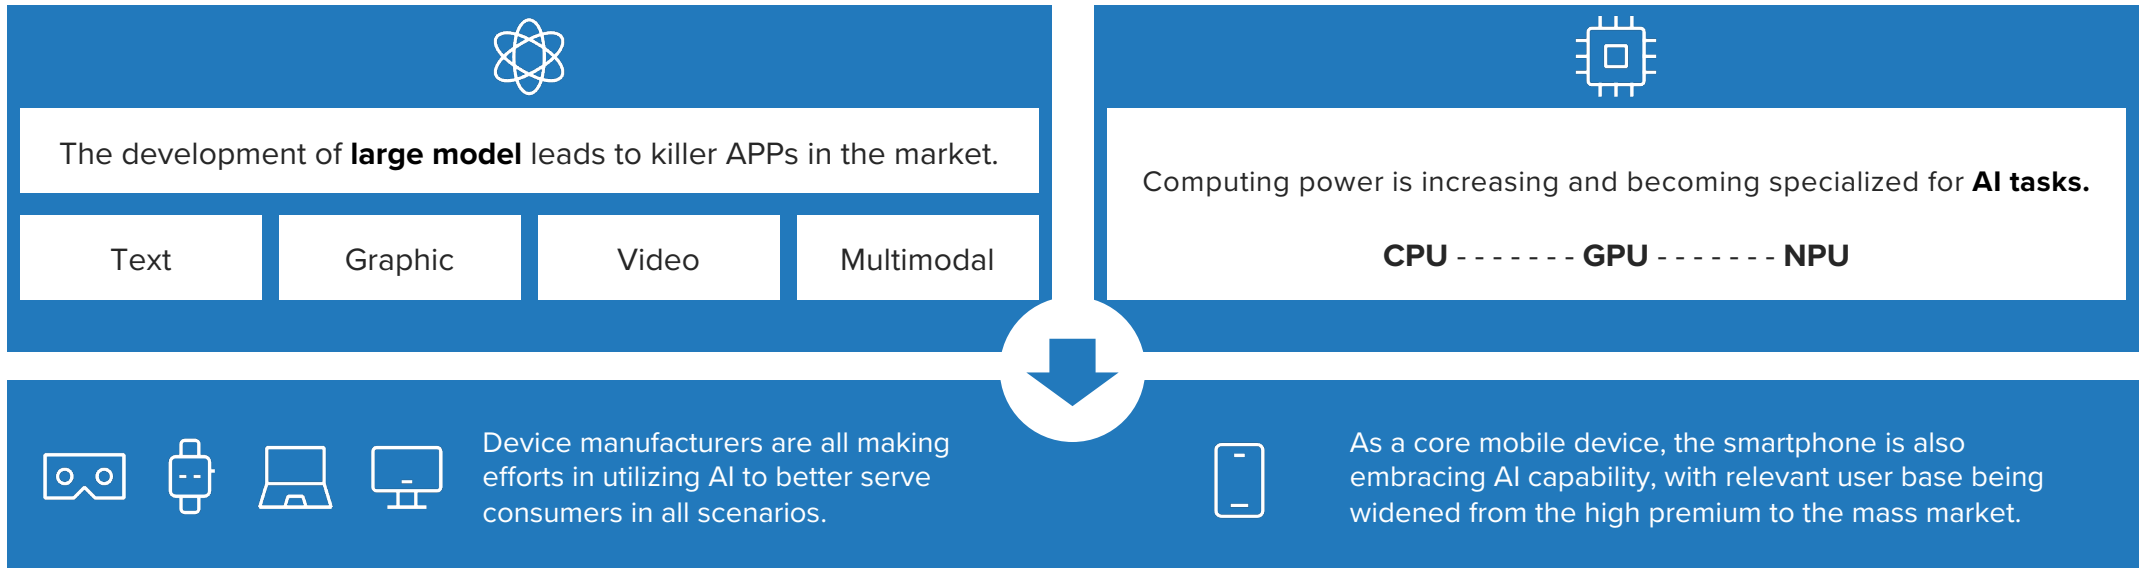 The development of large model leads to killer APPs in the market.
Text
Graphic
Video
Multimodal
Computing power is increasing and becoming specialized for AI tasks.
CPU - - - - - - - GPU - - - - - - - NPU
Device manufacturers are all making
efforts in utilizing AI to better serve
consumers in all scenarios.
As a core mobile device, the smartphone is also
embracing AI capability, with relevant user base being
widened from the high premium to the mass market.